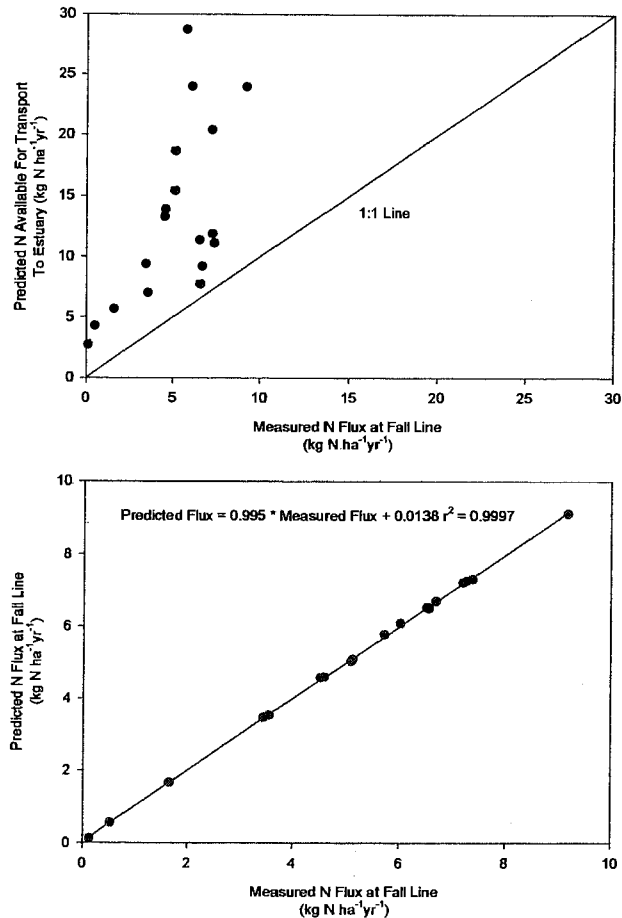 Predicted N Available For Transport
To Estuary (kg N ha⁻¹yr⁻¹)
30
25
20
15
10
5
0
1:1 Line
0 5 10 15 20 25 30
Measured N Flux at Fall Line
(kg N ha⁻¹yr⁻¹)
Predicted N Flux at Fall Line
(kg N ha⁻¹yr⁻¹)
10
8
6
4
2
0
Predicted Flux = 0.995 * Measured Flux + 0.0138 r² = 0.9997
0 2 4 6 8 10
Measured N Flux at Fall Line
(kg N ha⁻¹yr⁻¹)